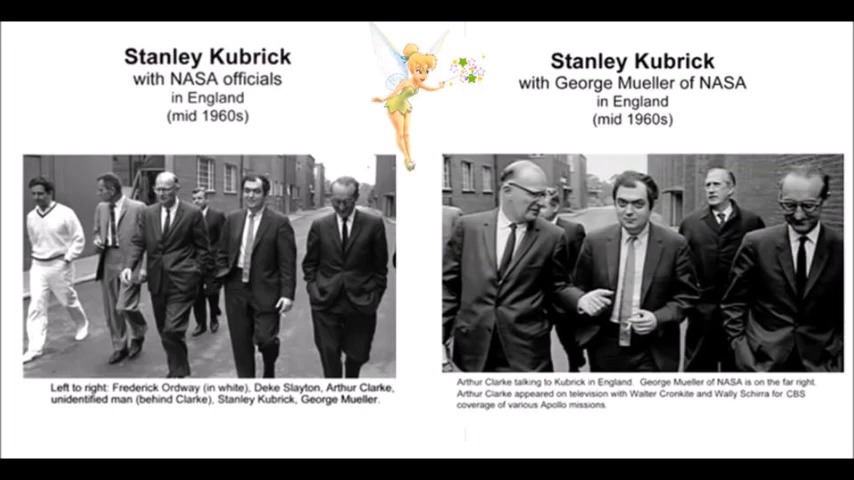 Stanley Kubrick
with NASA officials
in England
(mid 1960s)
Left to right: Frederick Ordway (in white), Deke Slayton, Arthur Clarke,
unidentified man (behind Clarke), Stanley Kubrick, George Mueller.
Stanley Kubrick
with George Mueller of NASA
in England
(mid 1960s)
Arthur Clarke talking to Kubrick in England. George Mueller of NASA is on the far right.
Arthur Clarke appeared on television with Walter Cronkite and Wally Schirra for CBS
coverage of various Apollo missions.